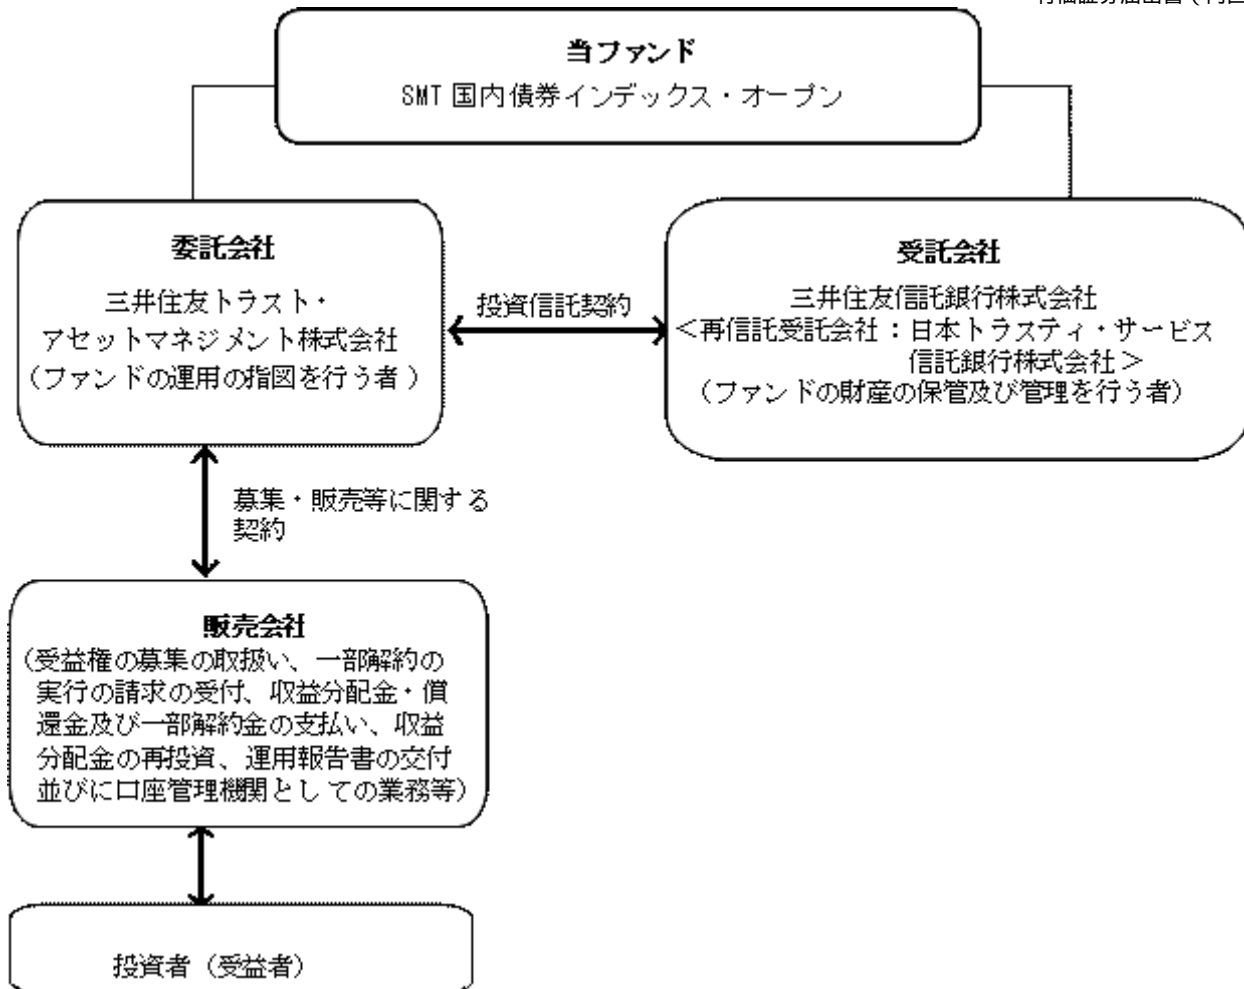 当ファンド
SMT 国内債券インデックス・オープン
委託会社
三井住友トラスト・
アセットマネジメント株式会社
（ファンドの運用の指図を行う者）
投資信託契約
受託会社
三井住友信託銀行株式会社
＜再信託受託会社：日本トラスティ・サービス
信託銀行株式会社＞
（ファンドの財産の保管及び管理を行う者）
募集・販売等に関する
契約
販売会社
（受益権の募集の取扱い、一部解約の
実行の請求の受付、収益分配金・償
還金及び一部解約金の支払い、収益
分配金の再投資、運用報告書の交付
並びに口座管理機関としての業務等）
投資者（受益者）